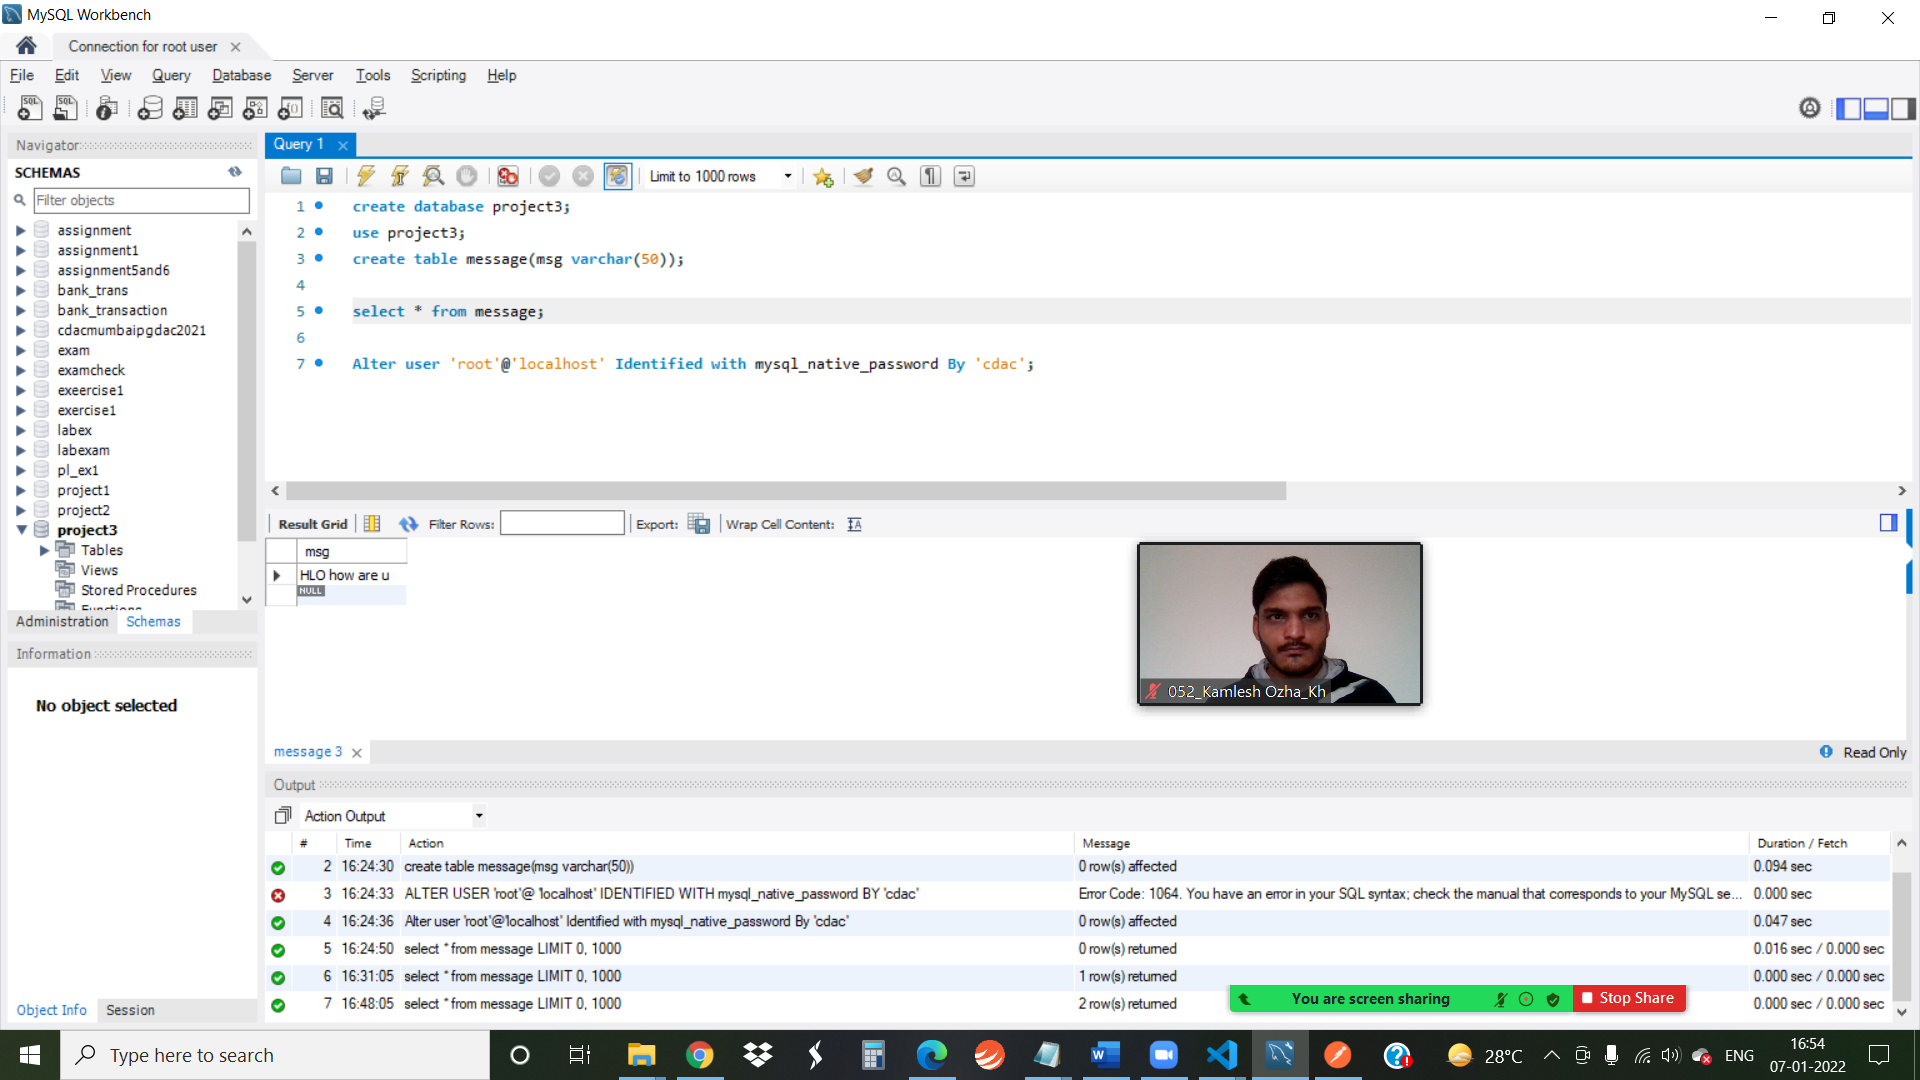 MySQL Workbench
Connection for root user
File Edit View Query Database Server Tools Scripting Help
Navigator
SCHEMAS
Filter objects
assignment
assignment1
assignment5and6
bank_trans
bank_transaction
cdacmumbaipgdac2021
exam
examcheck
exeercise1
exercise1
labex
labexam
pl_ex1
project1
project2
project3
Tables
Views
Stored Procedures
Functions
Administration Schemas
Information
No object selected
Object Info Session
Query 1
Limit to 1000 rows
1 create database project3;
2 use project3;
3 create table message(msg varchar(50));
4
5 select * from message;
6
7 Alter user 'root'@'localhost' Identified with mysql_native_password By 'cdac';
Result Grid Filter Rows: Export: Wrap Cell Content:
msg
HLO how are u
NULL
052_Kamlesh Ozha_Kh
message 3
Read Only
Output
Action Output
# Time Action Message Duration / Fetch
2 16:24:30 create table message(msg varchar(50)) 0 row(s) affected 0.094 sec
3 16:24:33 ALTER USER 'root'@ 'localhost' IDENTIFIED WITH mysql_native_password BY 'cdac' Error Code: 1064. You have an error in your SQL syntax; check the manual that corresponds to your MySQL se... 0.000 sec
4 16:24:36 Alter user 'root'@'localhost' Identified with mysql_native_password By 'cdac' 0 row(s) affected 0.047 sec
5 16:24:50 select * from message LIMIT 0, 1000 0 row(s) returned 0.016 sec / 0.000 sec
6 16:31:05 select * from message LIMIT 0, 1000 1 row(s) returned 0.000 sec / 0.000 sec
7 16:48:05 select * from message LIMIT 0, 1000 2 row(s) returned 0.000 sec / 0.000 sec
You are screen sharing Stop Share
Type here to search
28°C ENG
16:54
07-01-2022